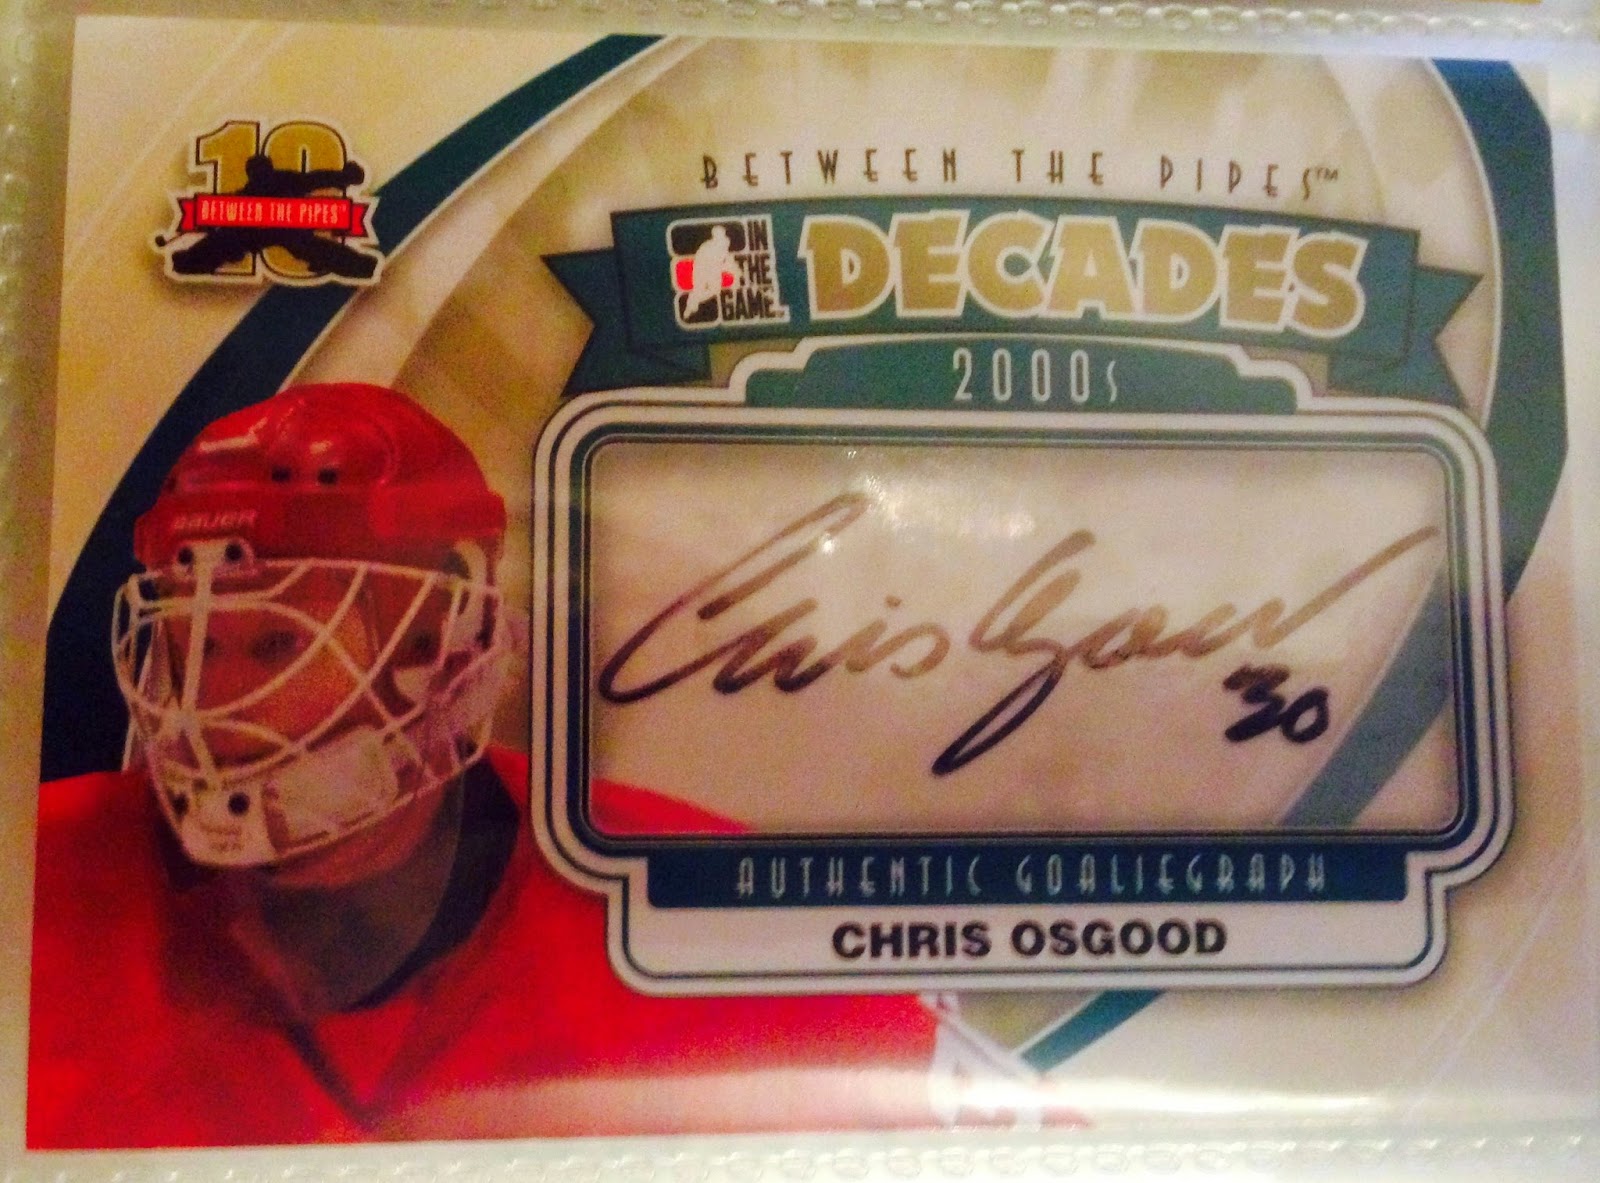 10
BETWEEN THE PIPES
BETWEEN THE PIPES™
IN
THE
GAME
DECADES
2000s
BAUER
Chris Osgood
30
AUTHENTIC GOALIEGRAPH
CHRIS OSGOOD